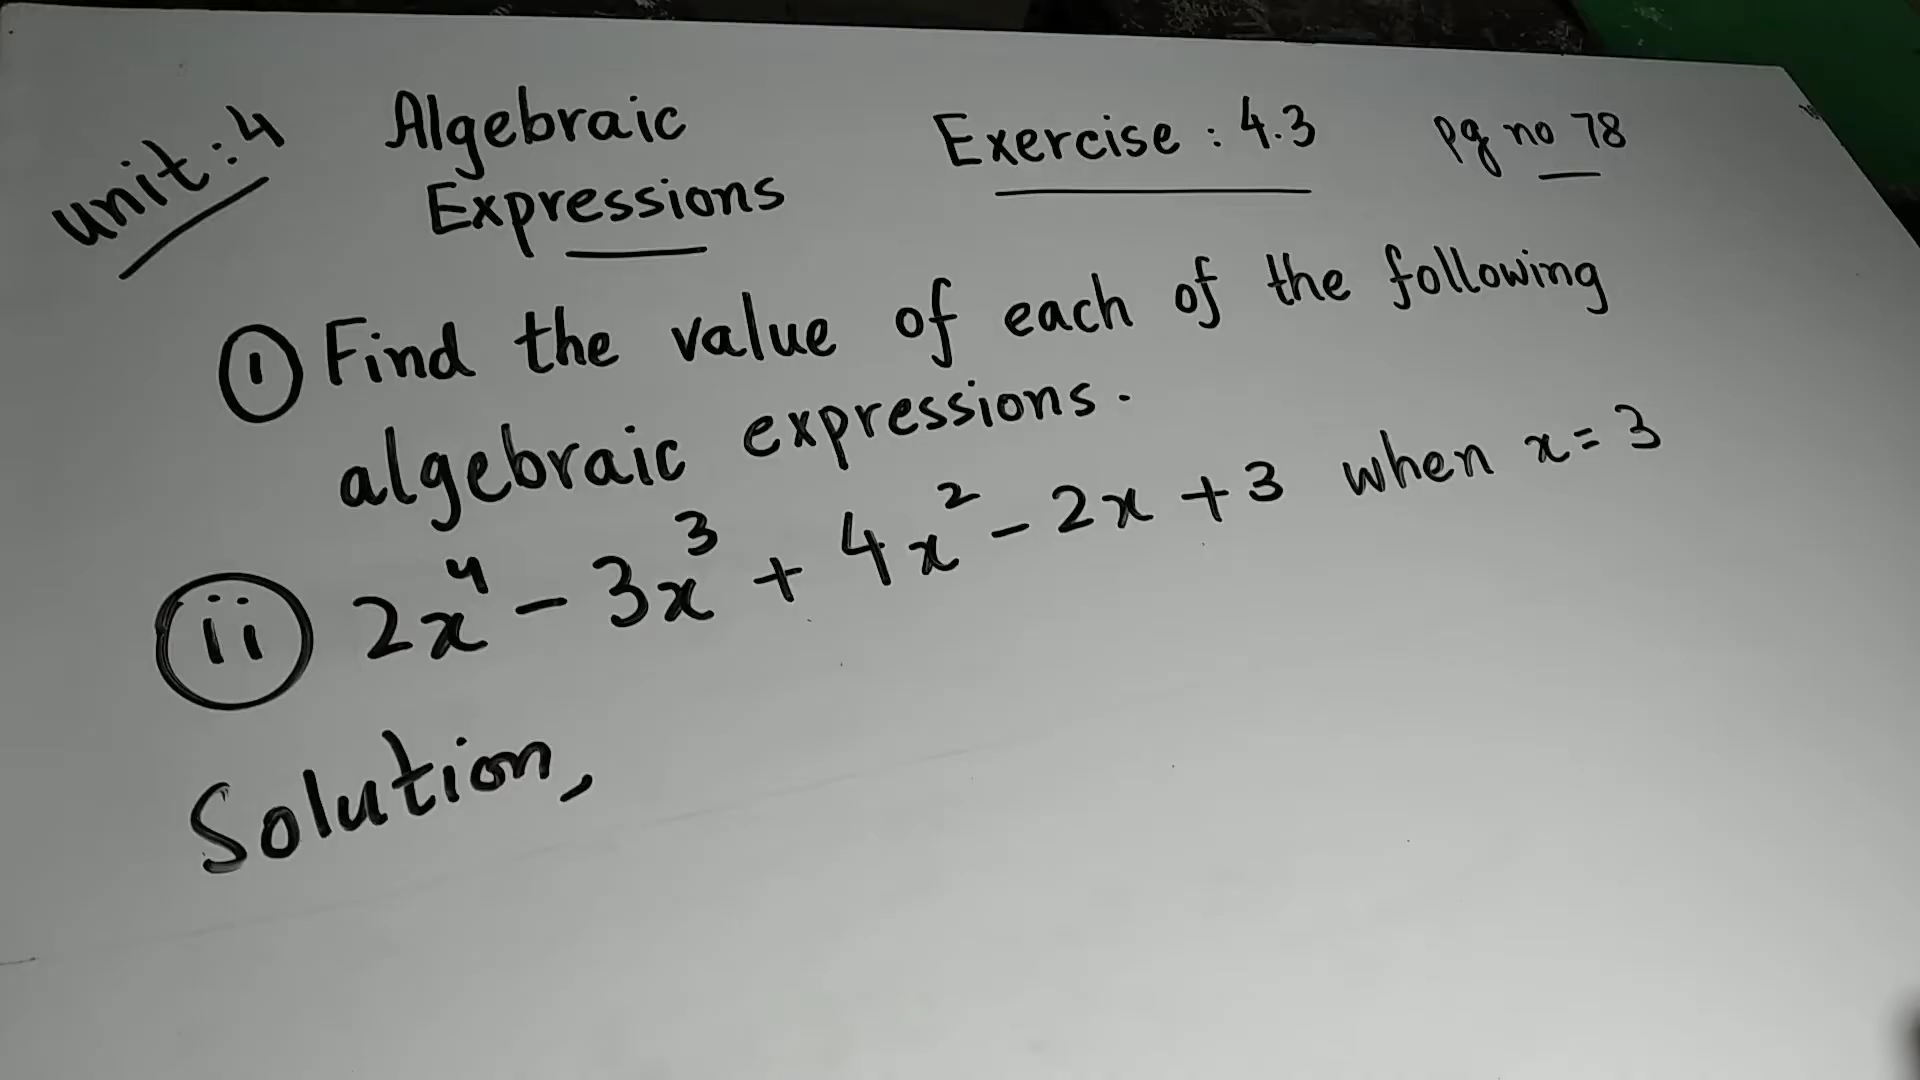 unit:4 Algebraic Expressions Exercise : 4.3 pg no 78
① Find the value of each of the following
algebraic expressions.
ⅱ 2x⁴ - 3x³ + 4x² - 2x + 3 when x = 3
Solution,